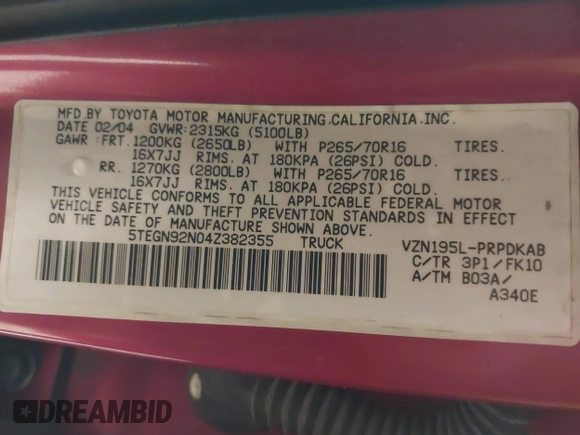 MFD.BY TOYOTA MOTOR MANUFACTURING.CALIFORNIA.INC.
DATE 02/04 GVWR:2315KG (5100LB)
GAWR :FRT.1200KG (2650LB) WITH P265/70R16 TIRES.
16X7JJ RIMS. AT 180KPA (26PSI) COLD.
RR. 1270KG (2800LB) WITH P265/70R16 TIRES.
16X7JJ RIMS. AT 180KPA (26PSI) COLD.
THIS VEHICLE CONFORMS TO ALL APPLICABLE FEDERAL MOTOR
VEHICLE SAFETY AND THEFT PREVENTION STANDARDS IN EFFECT
ON THE DATE OF MANUFACTURE SHOWN ABOVE.
5TEGN92N04Z382355 TRUCK VZN195L-PRPDKAB
C/TR 3P1/FK10
A/TM B03A/
A340E
DREAMBID